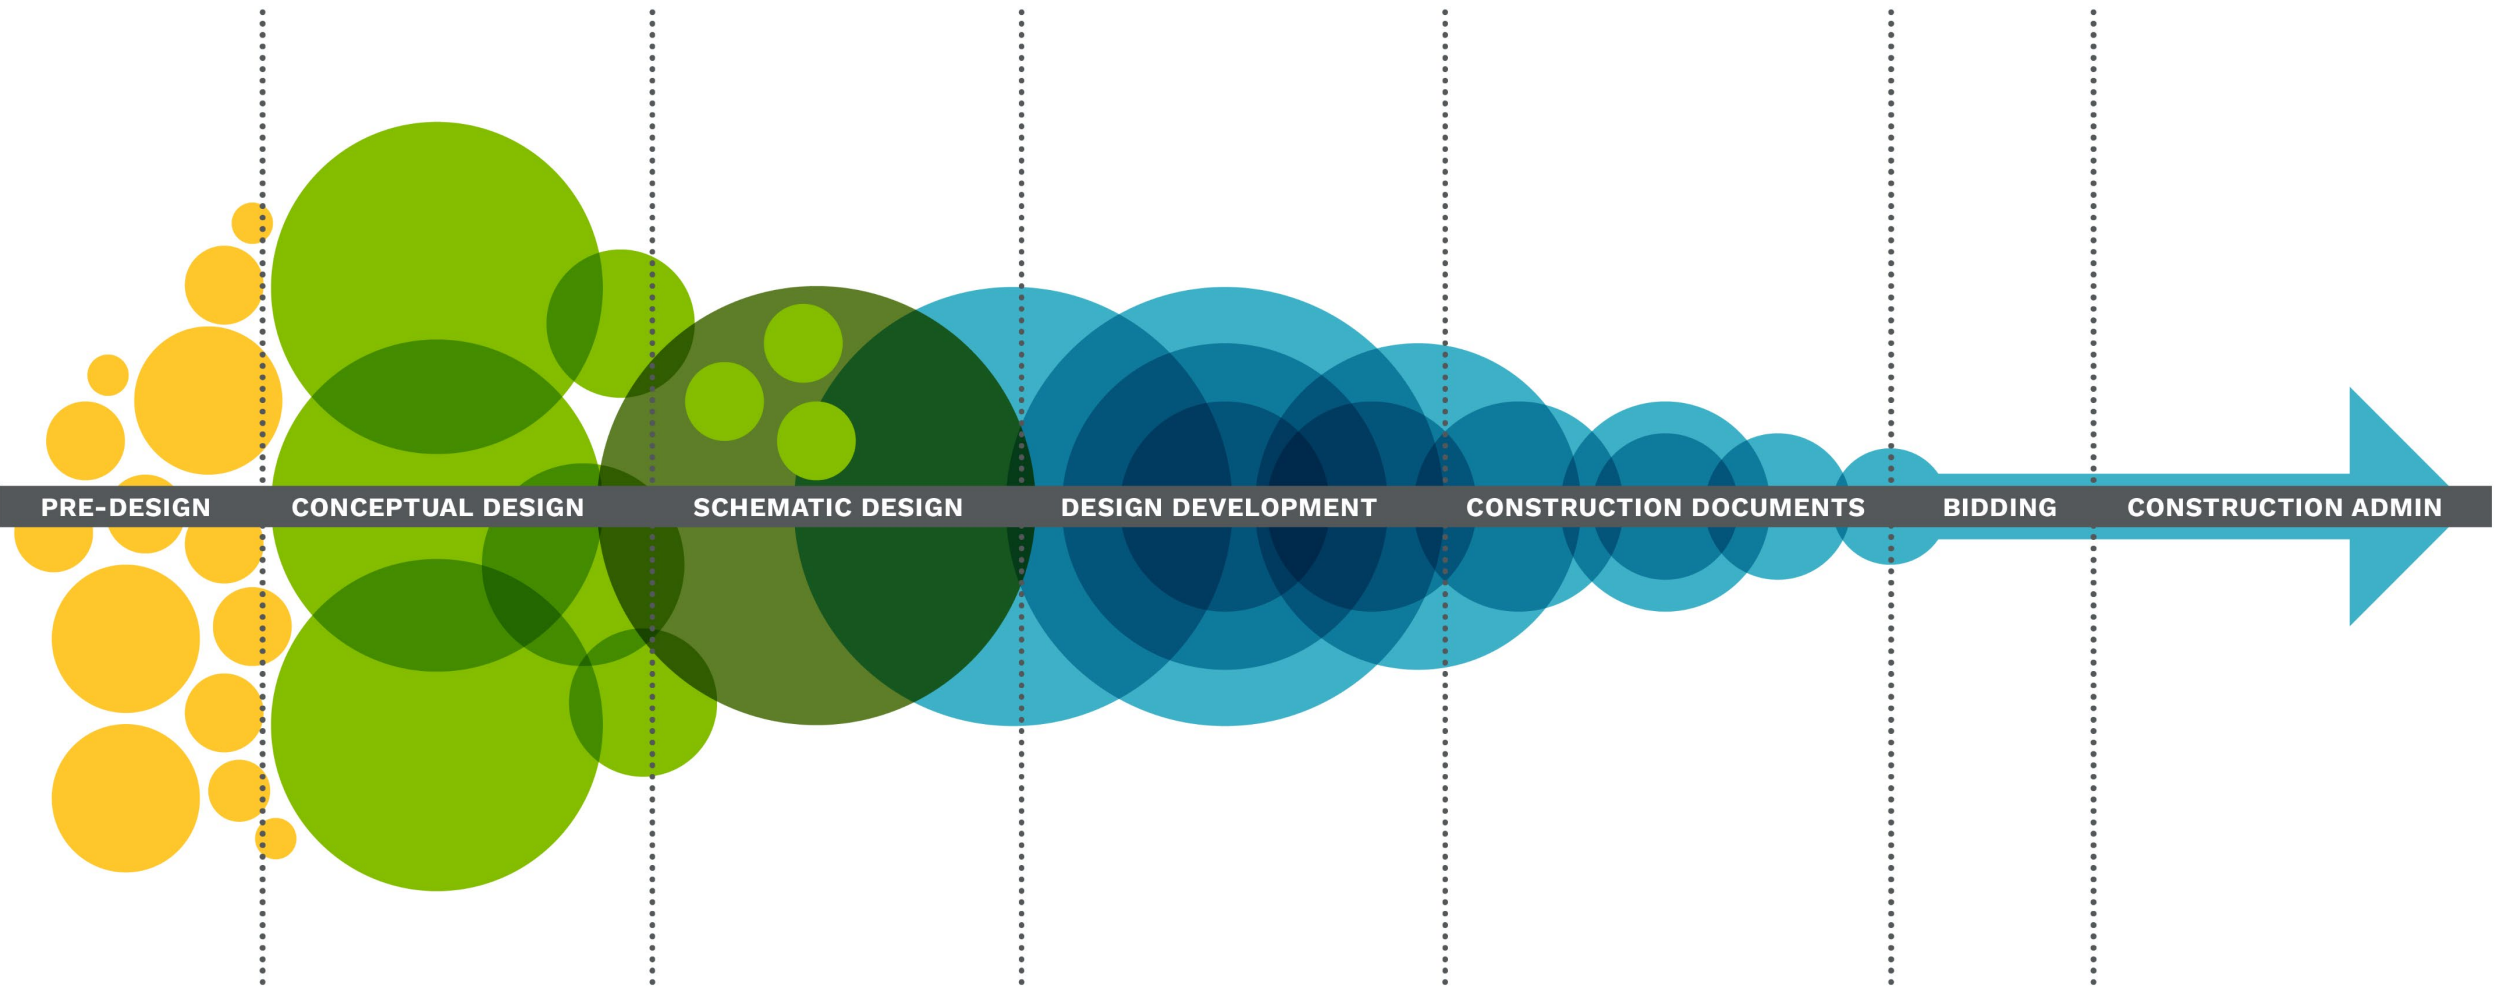 PRE-DESIGN
CONCEPTUAL DESIGN
SCHEMATIC DESIGN
DESIGN DEVELOPMENT
CONSTRUCTION DOCUMENTS
BIDDING
CONSTRUCTION ADMIN